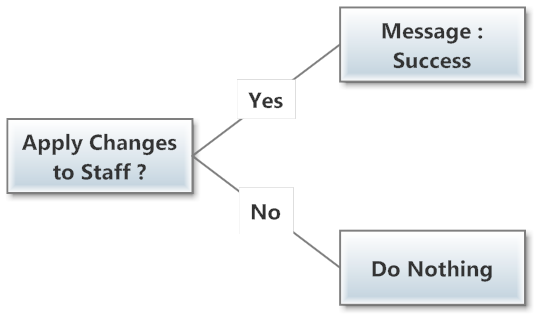 Message :
Success
Yes
Apply Changes
to Staff ?
No
Do Nothing